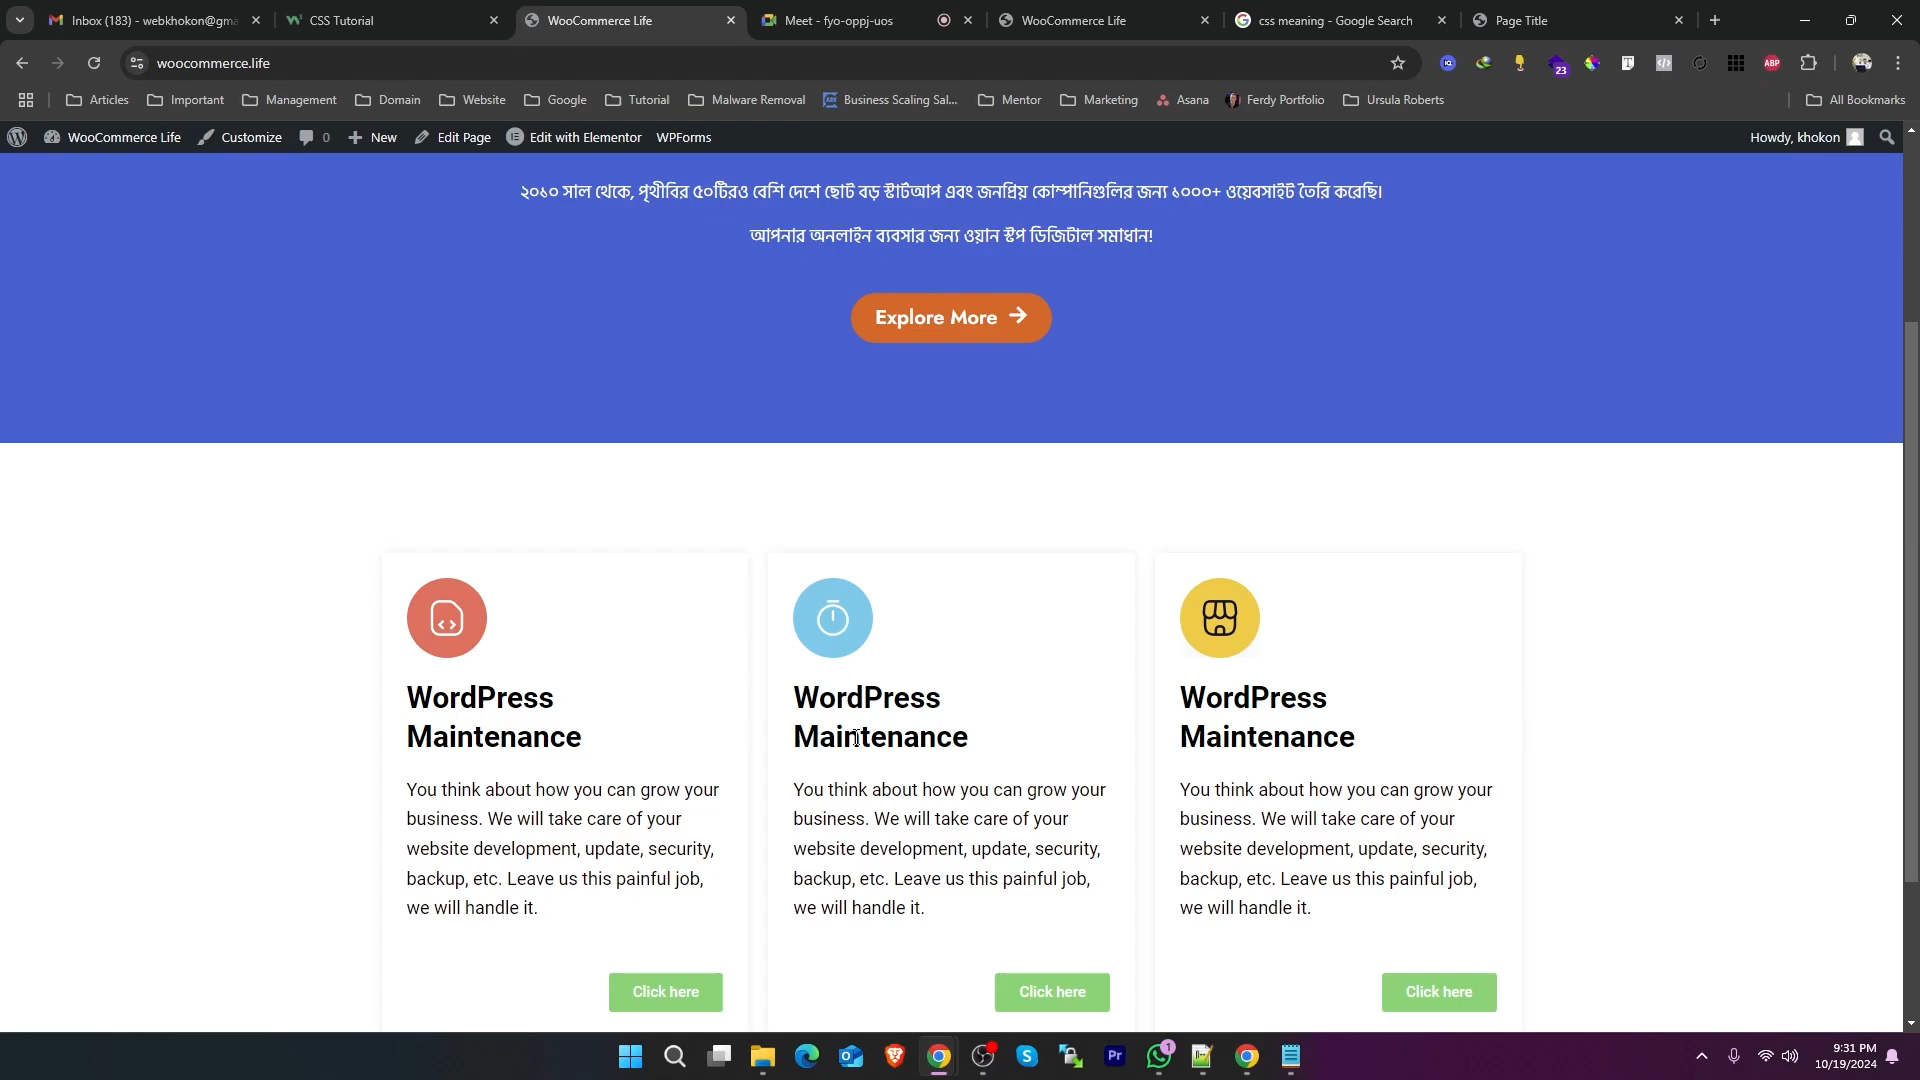 Inbox (183) - webkhokon@gma
CSS Tutorial
WooCommerce Life
Meet - fyo-oppj-uos
WooCommerce Life
css meaning - Google Search
Page Title
woocommerce.life
23
ABP
Articles
Important
Management
Domain
Website
Google
Tutorial
Malware Removal
Business Scaling Sal...
Mentor
Marketing
Asana
Ferdy Portfolio
Ursula Roberts
All Bookmarks
WooCommerce Life
Customize
0
New
Edit Page
Edit with Elementor
WPForms
Howdy, khokon
২০১০ সাল থেকে, পৃথীবির ৫০টিরও বেশি দেশে ছোট বড় স্টার্টআপ এবং জনপ্রিয় কোম্পানিগুলির জন্য ১০০০+ ওয়েবসাইট তৈরি করেছি।
আপনার অনলাইন ব্যবসার জন্য ওয়ান স্টপ ডিজিটাল সমাধান!
Explore More
WordPress
Maintenance
You think about how you can grow your
business. We will take care of your
website development, update, security,
backup, etc. Leave us this painful job,
we will handle it.
Click here
WordPress
Maintenance
You think about how you can grow your
business. We will take care of your
website development, update, security,
backup, etc. Leave us this painful job,
we will handle it.
Click here
WordPress
Maintenance
You think about how you can grow your
business. We will take care of your
website development, update, security,
backup, etc. Leave us this painful job,
we will handle it.
Click here
Pr
1
9:31 PM
10/19/2024